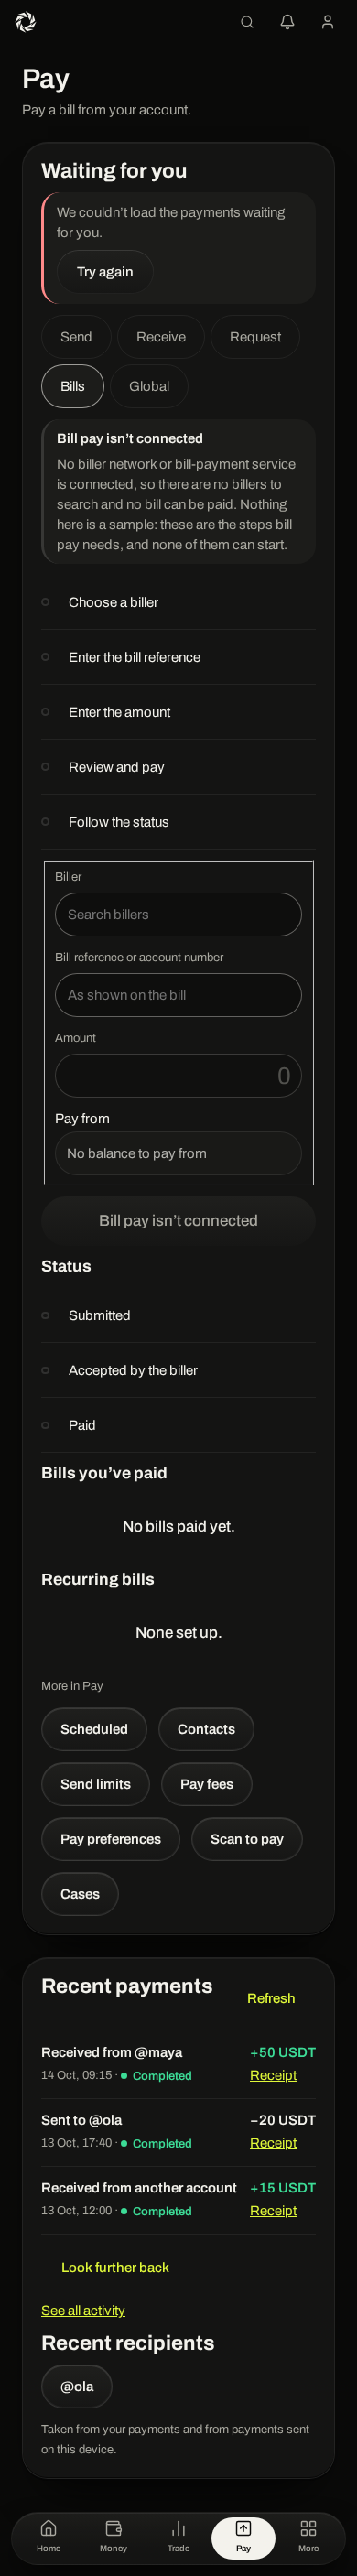 Pay
Pay a bill from your account.
Waiting for you
We couldn’t load the payments waiting
for you.
Try again
Send
Receive
Request
Bills
Global
Bill pay isn’t connected
No biller network or bill-payment service
is connected, so there are no billers to
search and no bill can be paid. Nothing
here is a sample: these are the steps bill
pay needs, and none of them can start.
Choose a biller
Enter the bill reference
Enter the amount
Review and pay
Follow the status
Biller
Search billers
Bill reference or account number
As shown on the bill
Amount
0
Pay from
No balance to pay from
Bill pay isn’t connected
Status
Submitted
Accepted by the biller
Paid
Bills you’ve paid
No bills paid yet.
Recurring bills
None set up.
More in Pay
Scheduled
Contacts
Send limits
Pay fees
Pay preferences
Scan to pay
Cases
Recent payments
Refresh
Received from @maya
+50 USDT
14 Oct, 09:15 · Completed
Receipt
Sent to @ola
−20 USDT
13 Oct, 17:40 · Completed
Receipt
Received from another account
+15 USDT
13 Oct, 12:00 · Completed
Receipt
Look further back
See all activity
Recent recipients
@ola
Taken from your payments and from payments sent
on this device.
Home
Money
Trade
Pay
More